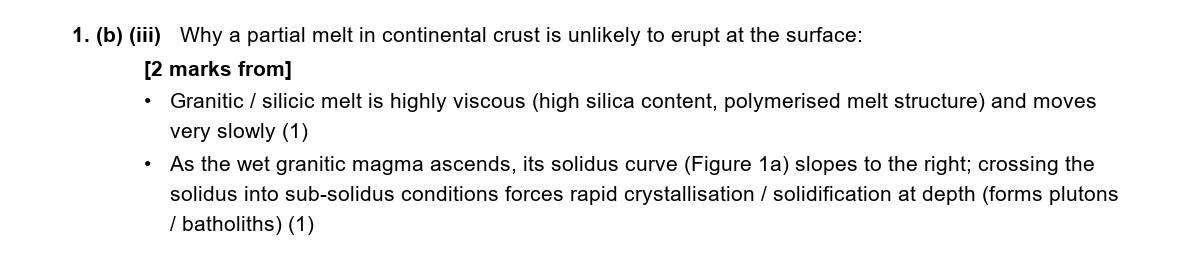 1. (b) (iii) Why a partial melt in continental crust is unlikely to erupt at the surface:
[2 marks from]
• Granitic / silicic melt is highly viscous (high silica content, polymerised melt structure) and moves
very slowly (1)
• As the wet granitic magma ascends, its solidus curve (Figure 1a) slopes to the right; crossing the
solidus into sub-solidus conditions forces rapid crystallisation / solidification at depth (forms plutons
/ batholiths) (1)